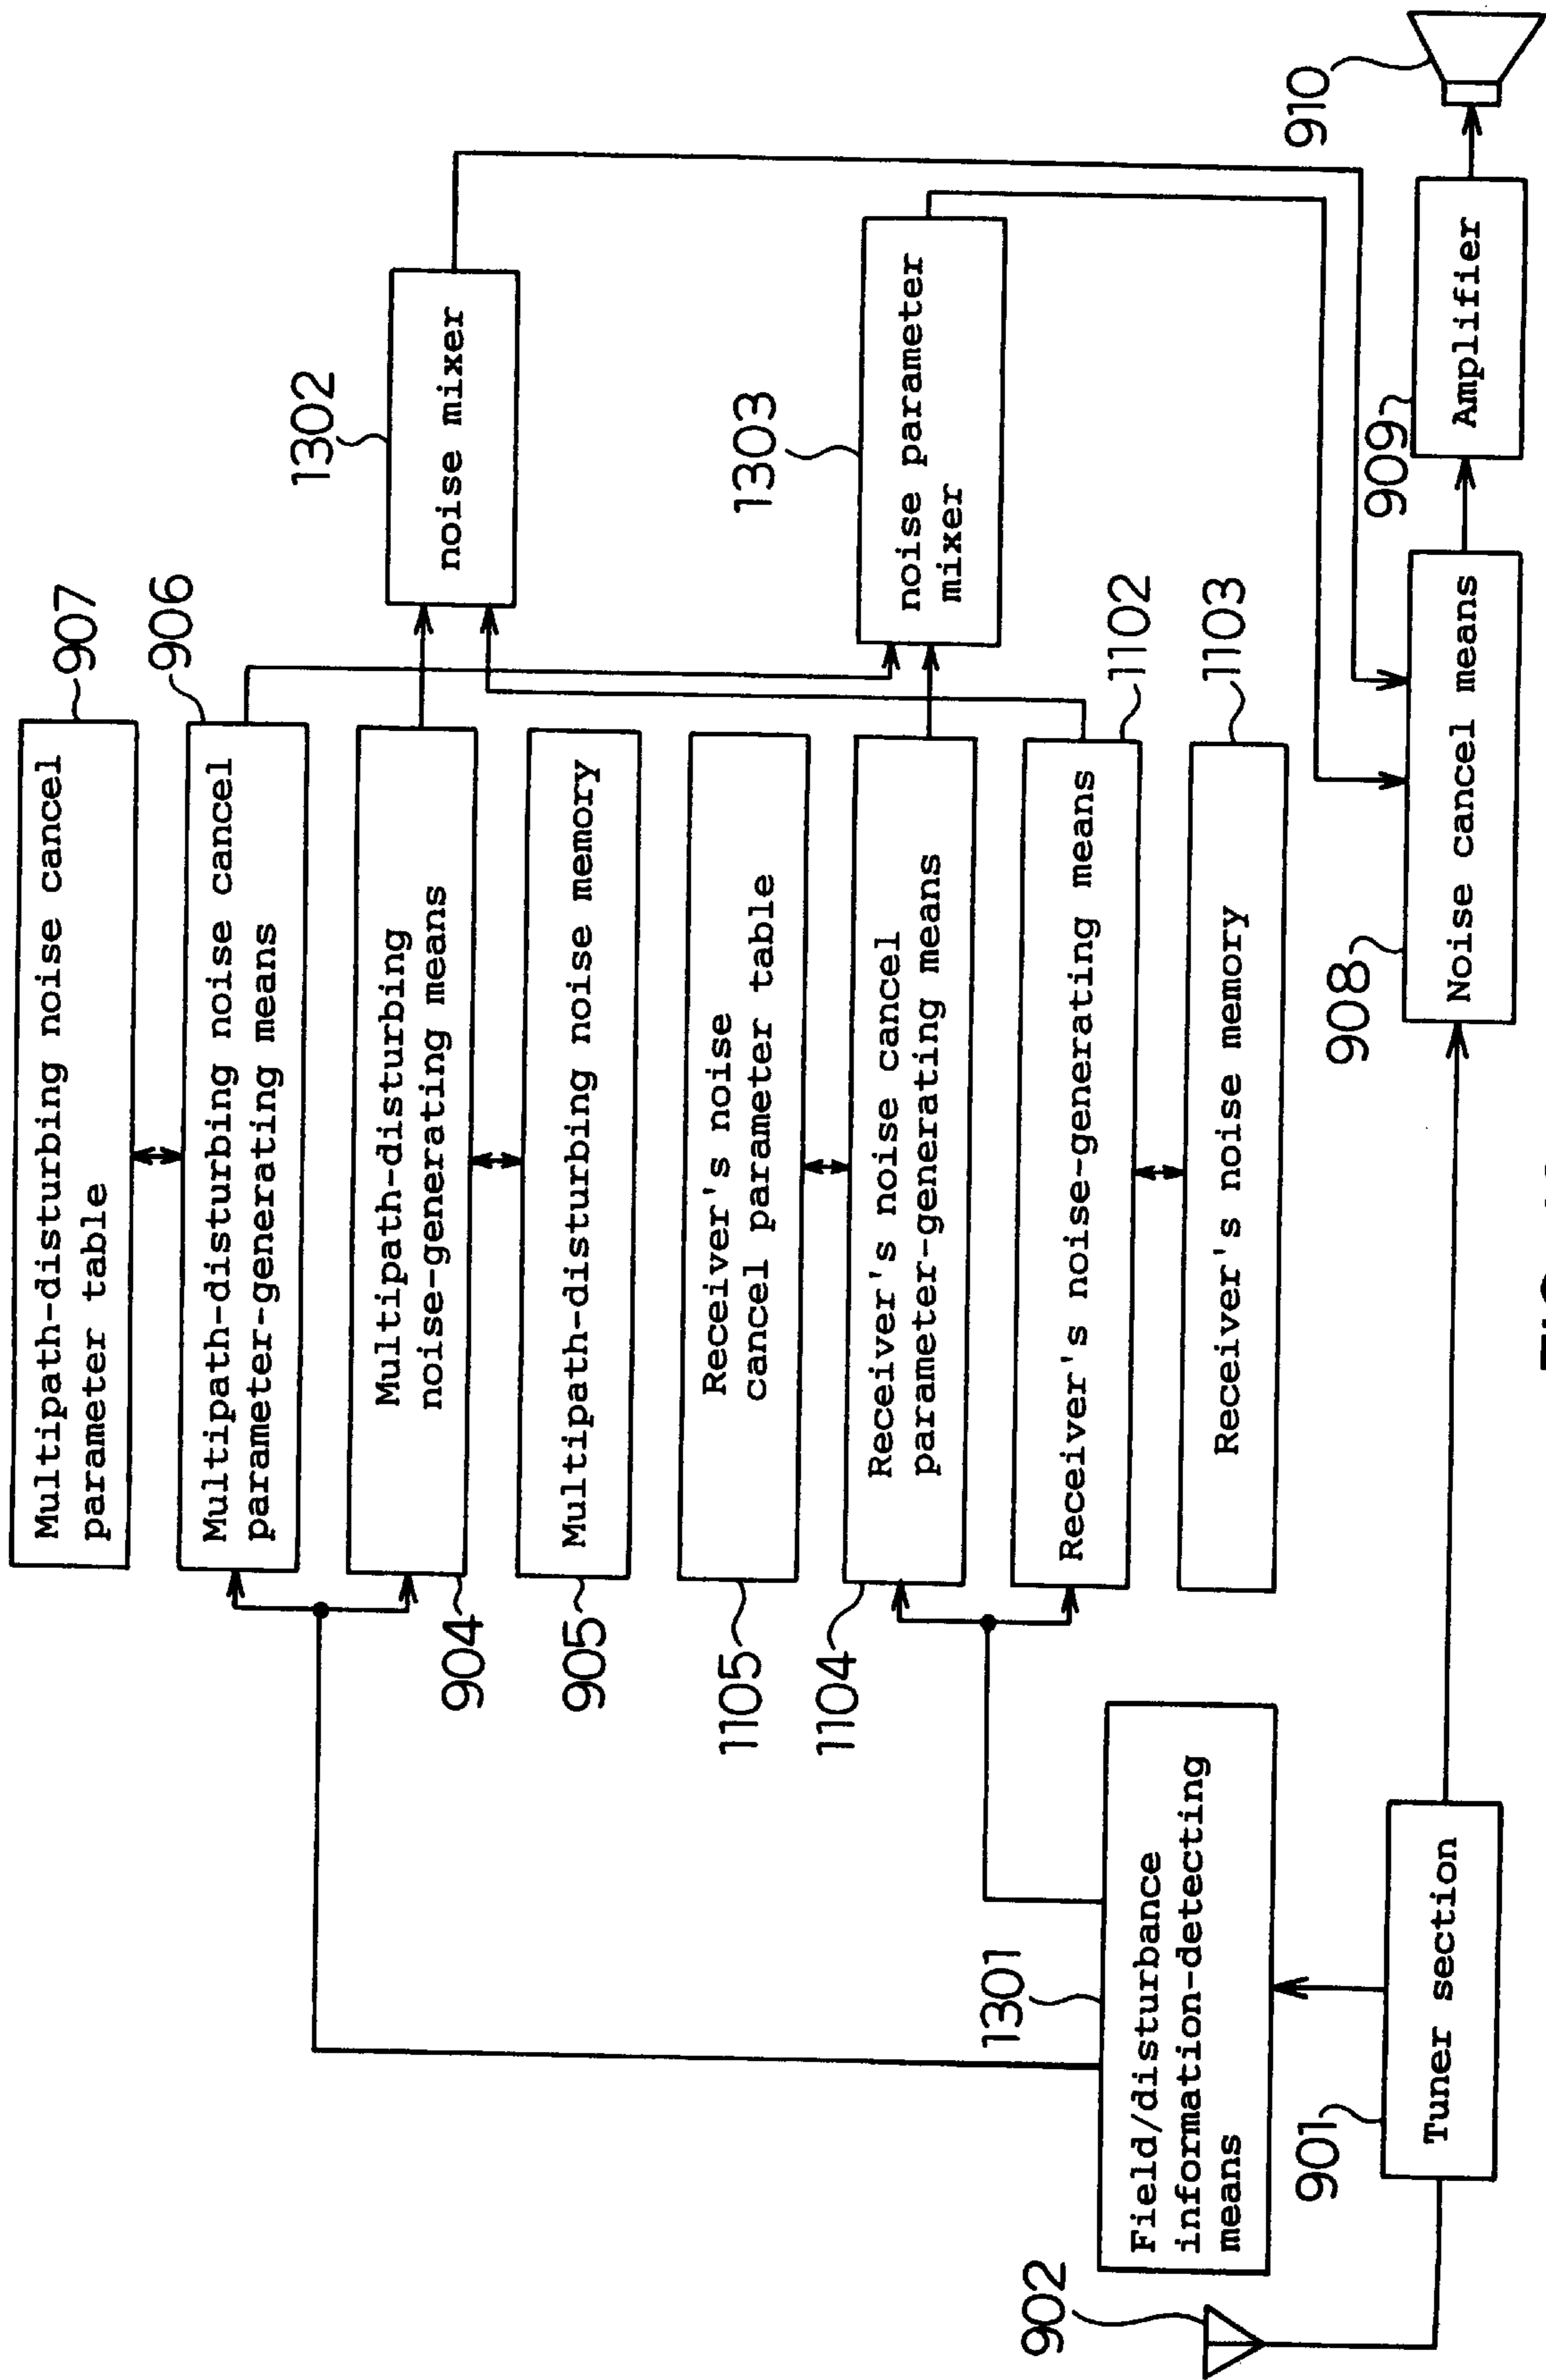 907
Multipath-disturbing noise cancel
parameter table
906
Multipath-disturbing noise cancel
parameter-generating means
904
Multipath-disturbing
noise-generating means
905
Multipath-disturbing noise memory
1105
Receiver's noise
cancel parameter table
1104
Receiver's noise cancel
parameter-generating means
1102
Receiver's noise-generating means
1103
Receiver's noise memory
1302
noise mixer
1303
noise parameter
mixer
1301
Field/disturbance
information-detecting
means
902
901
Tuner section
908
Noise cancel means
909
Amplifier
910